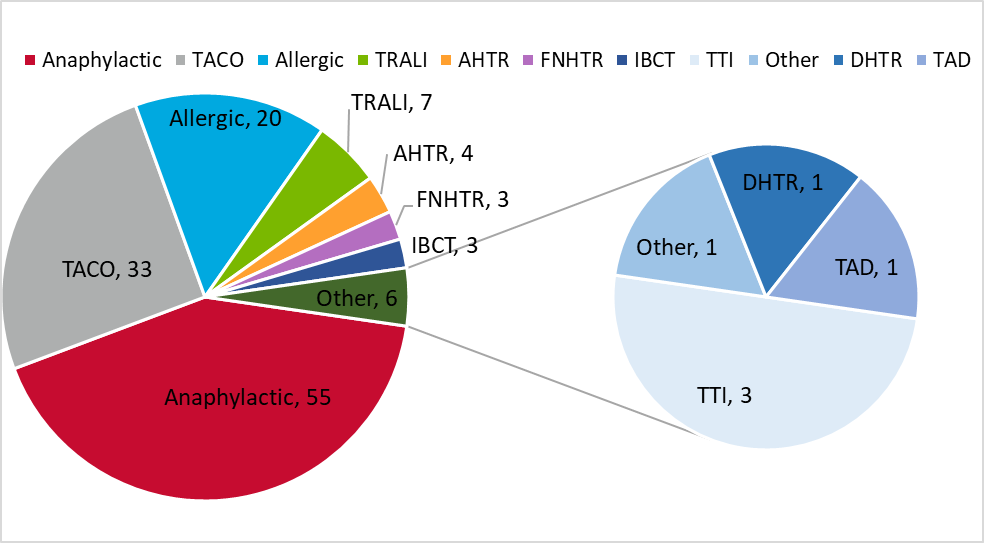 Anaphylactic TACO Allergic TRALI AHTR FNHTR IBCT TTI Other DHTR TAD
TRALI, 7
Allergic, 20
AHTR, 4
DHTR, 1
FNHTR, 3
IBCT, 3
Other, 1
TACO, 33
TAD, 1
Other, 6
Anaphylactic, 55
TTI, 3